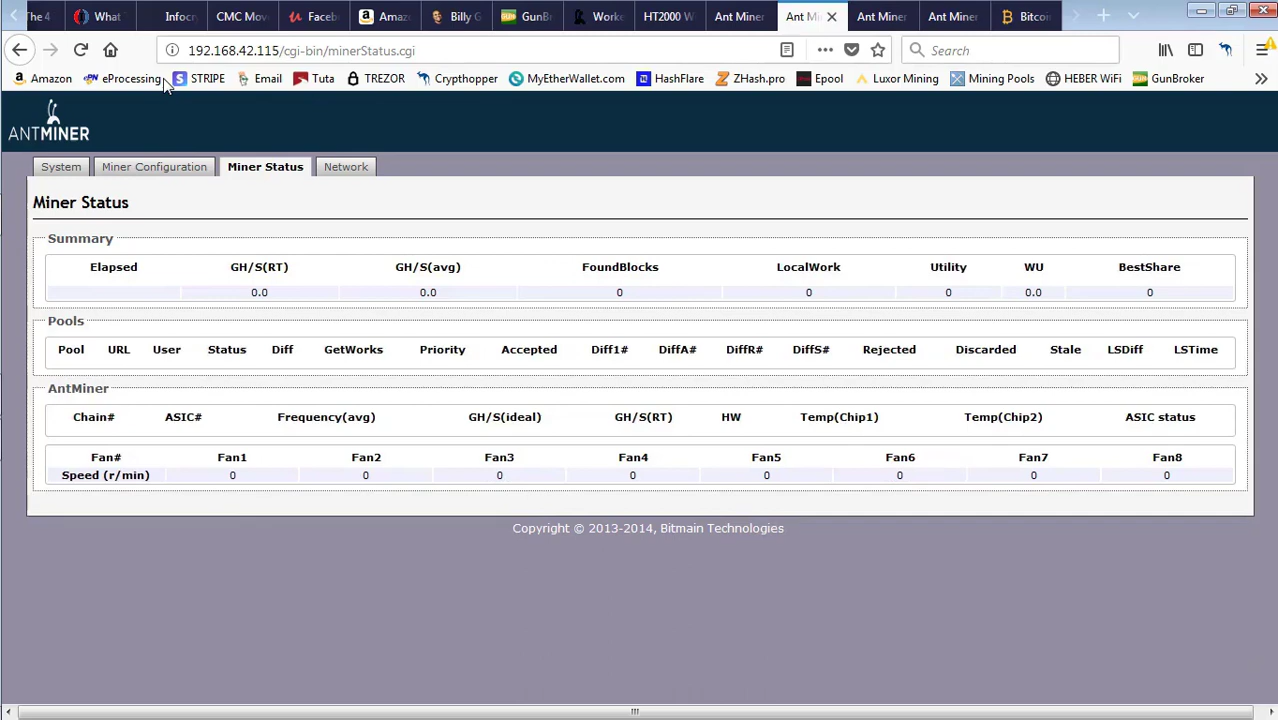 The 4 What Infocry CMC Mov Faceb Amaz Billy G GunBr Worke HT2000 W Ant Miner Ant Mi Ant Miner Ant Miner Bitcoi
192.168.42.115/cgi-bin/minerStatus.cgi Search
Amazon eProcessing STRIPE Email Tuta TREZOR Crypthopper MyEtherWallet.com HashFlare ZHash.pro Epool Luxor Mining Mining Pools HEBER WiFi GunBroker
ANTMINER
System Miner Configuration Miner Status Network
Miner Status
Summary
Elapsed GH/S(RT) GH/S(avg) FoundBlocks LocalWork Utility WU BestShare
0.0 0.0 0 0 0 0.0 0
Pools
Pool URL User Status Diff GetWorks Priority Accepted Diff1# DiffA# DiffR# DiffS# Rejected Discarded Stale LSDiff LSTime
AntMiner
Chain# ASIC# Frequency(avg) GH/S(ideal) GH/S(RT) HW Temp(Chip1) Temp(Chip2) ASIC status
Fan# Fan1 Fan2 Fan3 Fan4 Fan5 Fan6 Fan7 Fan8
Speed (r/min) 0 0 0 0 0 0 0 0
Copyright © 2013-2014, Bitmain Technologies